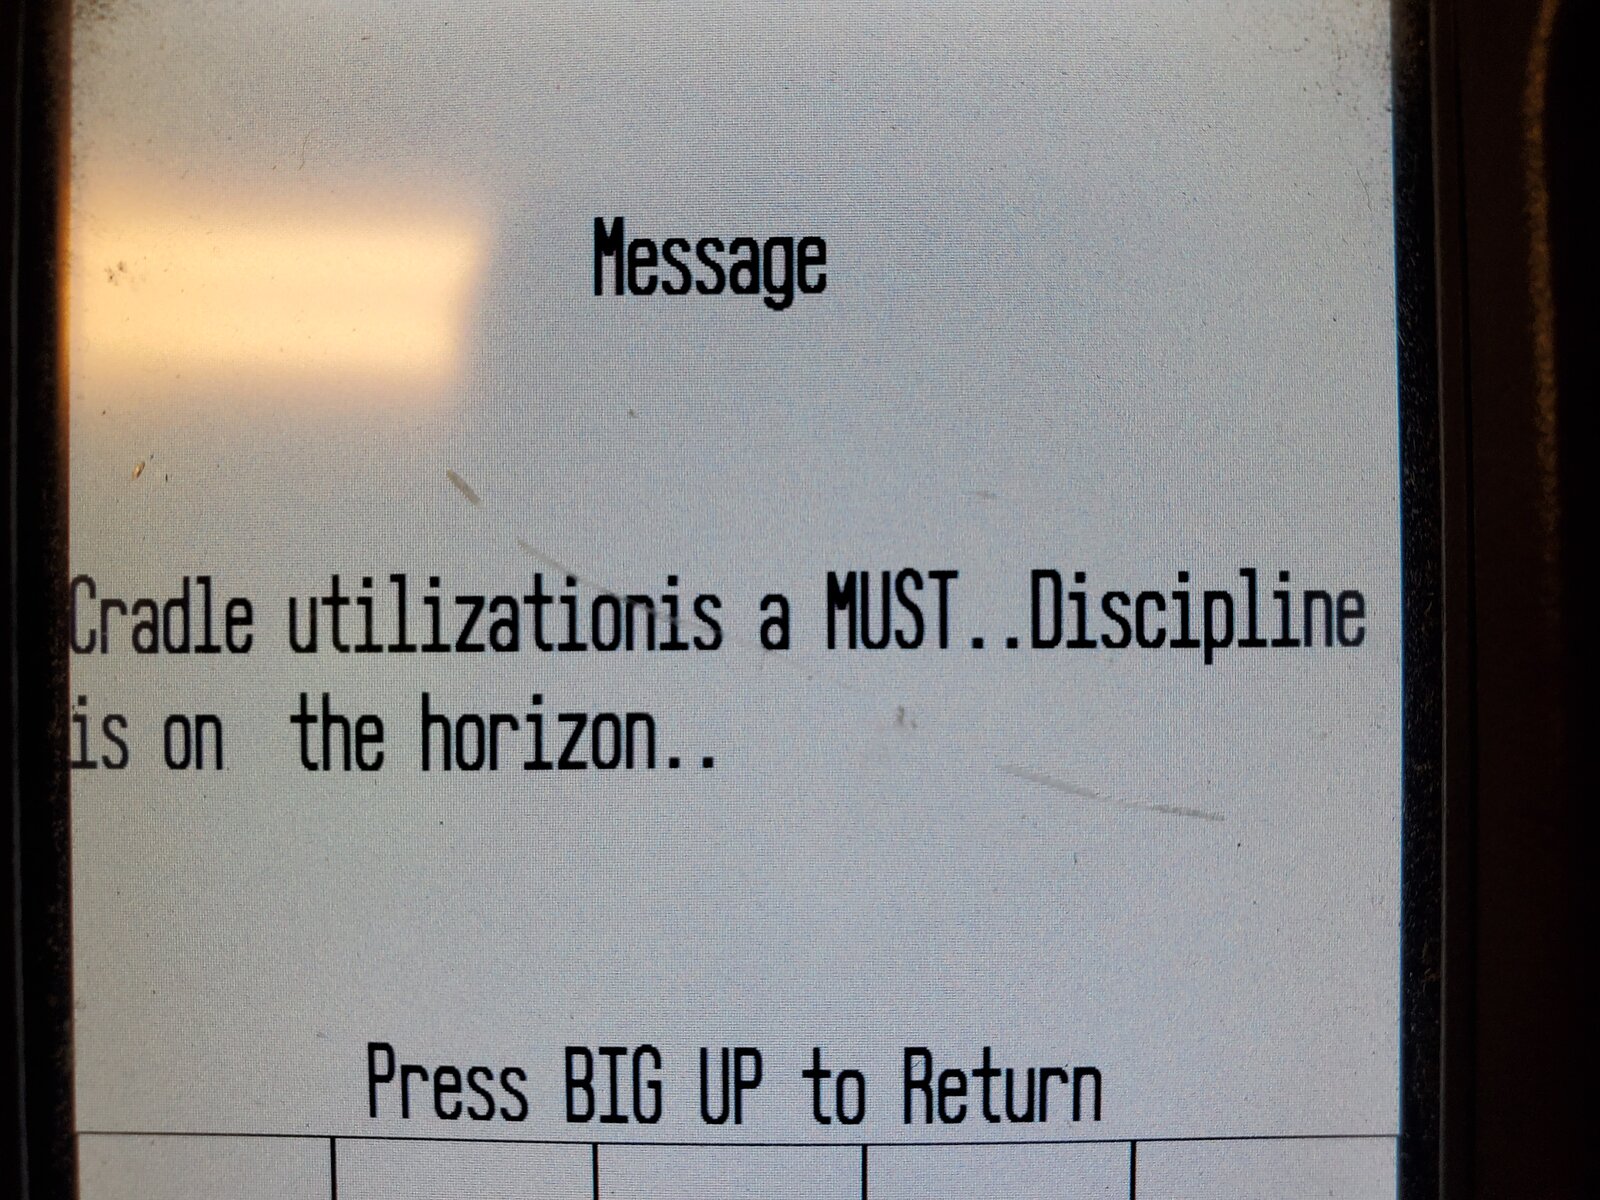 Message
Cradle utilizationis a MUST..Discipline
is on  the horizon..
Press BIG UP to Return